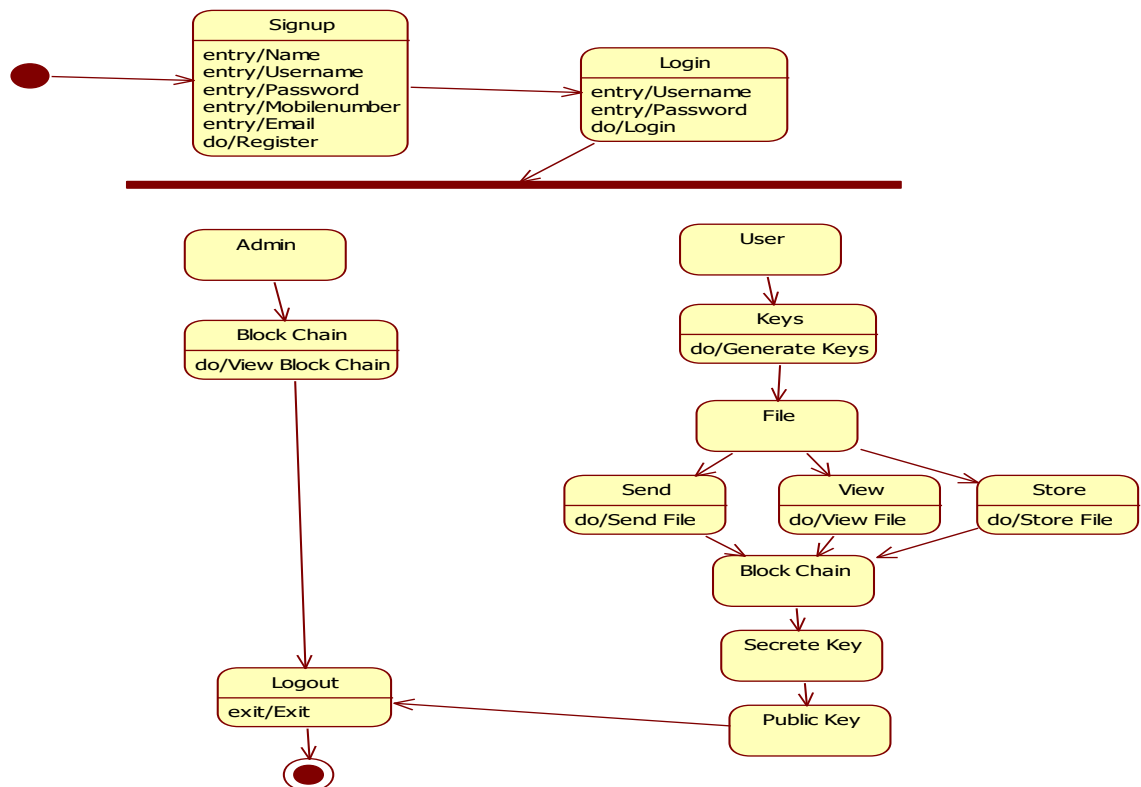 Signup
entry/Name
entry/Username
entry/Password
entry/Mobilenumber
entry/Email
do/Register
Login
entry/Username
entry/Password
do/Login
Admin
User
Block Chain
do/View Block Chain
Keys
do/Generate Keys
File
Send
do/Send File
View
do/View File
Store
do/Store File
Block Chain
Secrete Key
Public Key
Logout
exit/Exit